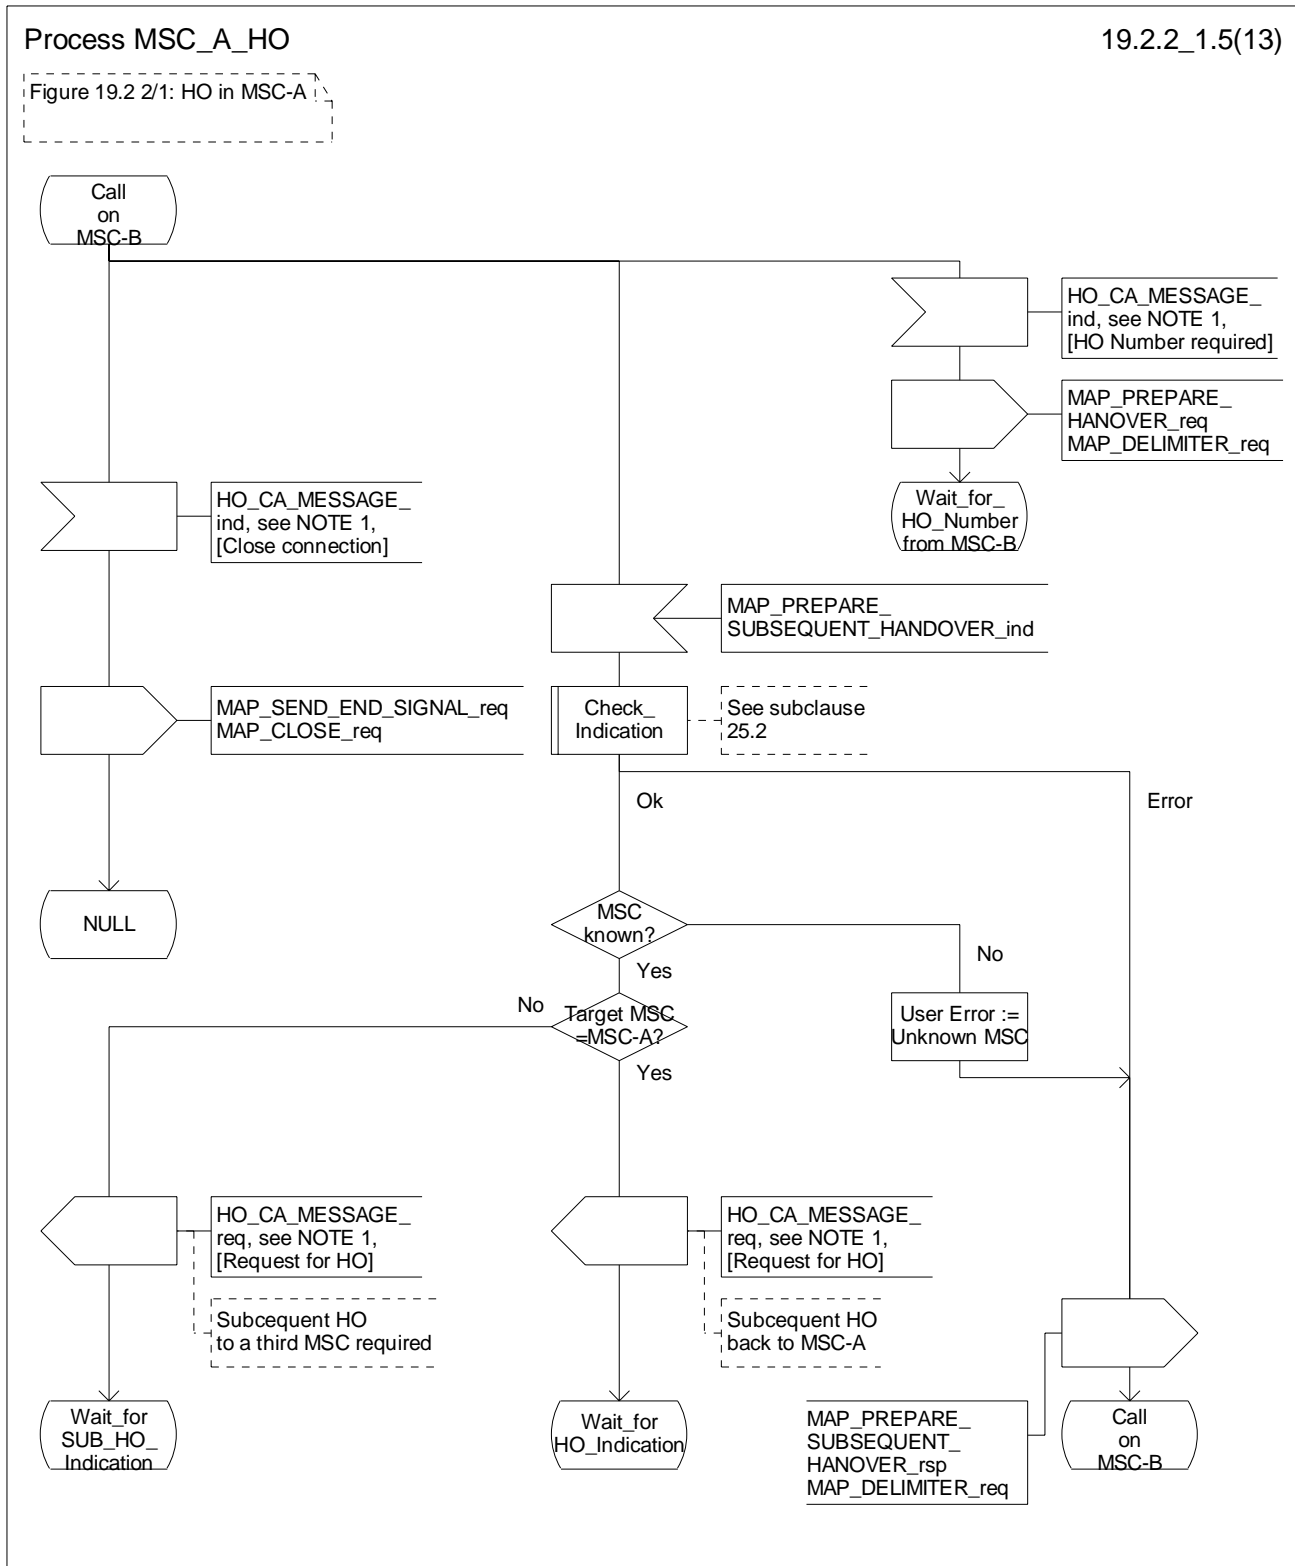 Process MSC_A_HO
19.2.2_1.5(13)
Figure 19.2 2/1: HO in MSC-A
Call
on
MSC-B
HO_CA_MESSAGE_
ind, see NOTE 1,
[HO Number required]
MAP_PREPARE_
HANOVER_req
MAP_DELIMITER_req
HO_CA_MESSAGE_
ind, see NOTE 1,
[Close connection]
Wait_for_
HO_Number
from MSC-B
MAP_PREPARE_
SUBSEQUENT_HANDOVER_ind
MAP_SEND_END_SIGNAL_req
MAP_CLOSE_req
Check_
Indication
See subclause
25.2
Ok
Error
NULL
MSC
known?
No
Yes
No
Target MSC
=MSC-A?
User Error :=
Unknown MSC
Yes
HO_CA_MESSAGE_
req, see NOTE 1,
[Request for HO]
HO_CA_MESSAGE_
req, see NOTE 1,
[Request for HO]
Subcequent HO
to a third MSC required
Subcequent HO
back to MSC-A
Wait_for
SUB_HO_
Indication
Wait_for
HO_Indication
MAP_PREPARE_
SUBSEQUENT_
HANOVER_rsp
MAP_DELIMITER_req
Call
on
MSC-B